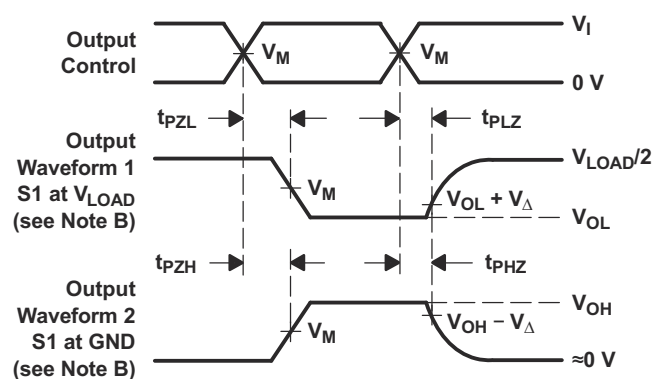 Output
Control
V_M
V_M
V_I
0 V
t_PZL
t_PLZ
Output
Waveform 1
S1 at V_LOAD
(see Note B)
V_M
V_LOAD/2
V_OL + V_Δ
V_OL
t_PZH
t_PHZ
Output
Waveform 2
S1 at GND
(see Note B)
V_M
V_OH
V_OH − V_Δ
≈0 V